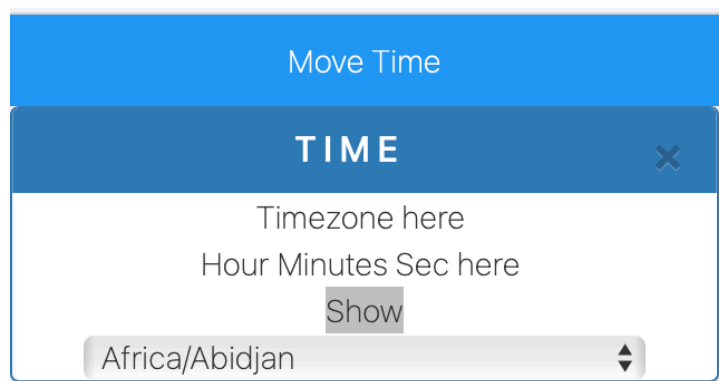 Move Time
TIME
Timezone here
Hour Minutes Sec here
Show
Africa/Abidjan